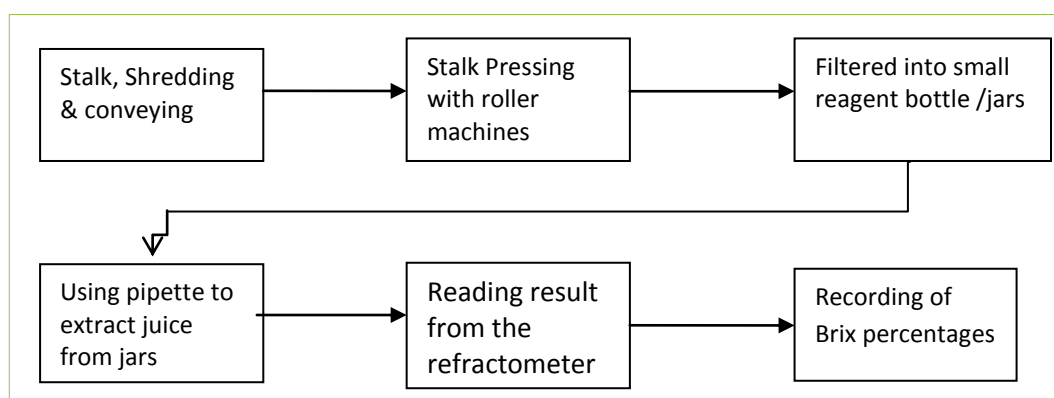 Stalk, Shredding
& conveying
Stalk Pressing
with roller
machines
Filtered into small
reagent bottle /jars
Using pipette to
extract juice
from jars
Reading result
from the
refractometer
Recording of
Brix percentages